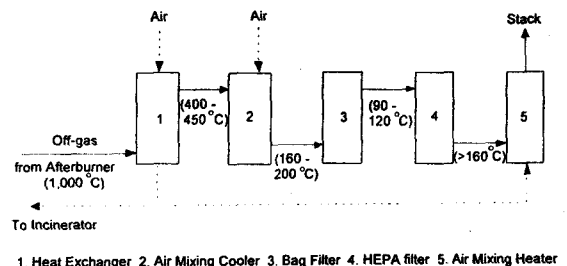 Air
Air
Stack
(400 -
450 °C)
(90 -
120 °C)
1
2
3
4
5
Off-gas
from Afterburner
(1,000 °C)
(160 -
200 °C)
(>160 °C)
To Incinerator
1. Heat Exchanger 2. Air Mixing Cooler 3. Bag Filter 4. HEPA filter 5. Air Mixing Heater